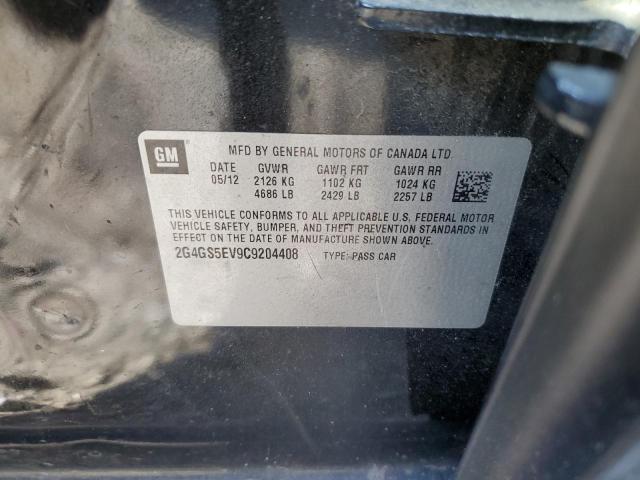 GM
MFD BY GENERAL MOTORS OF CANADA LTD
DATE GVWR GAWR FRT GAWR RR
05/12 2126 KG 1102 KG 1024 KG
4686 LB 2429 LB 2257 LB
THIS VEHICLE CONFORMS TO ALL APPLICABLE U.S. FEDERAL MOTOR
VEHICLE SAFETY, BUMPER, AND THEFT PREVENTION STANDARDS
IN EFFECT ON THE DATE OF MANUFACTURE SHOWN ABOVE.
2G4GS5EV9C9204408 TYPE: PASS CAR